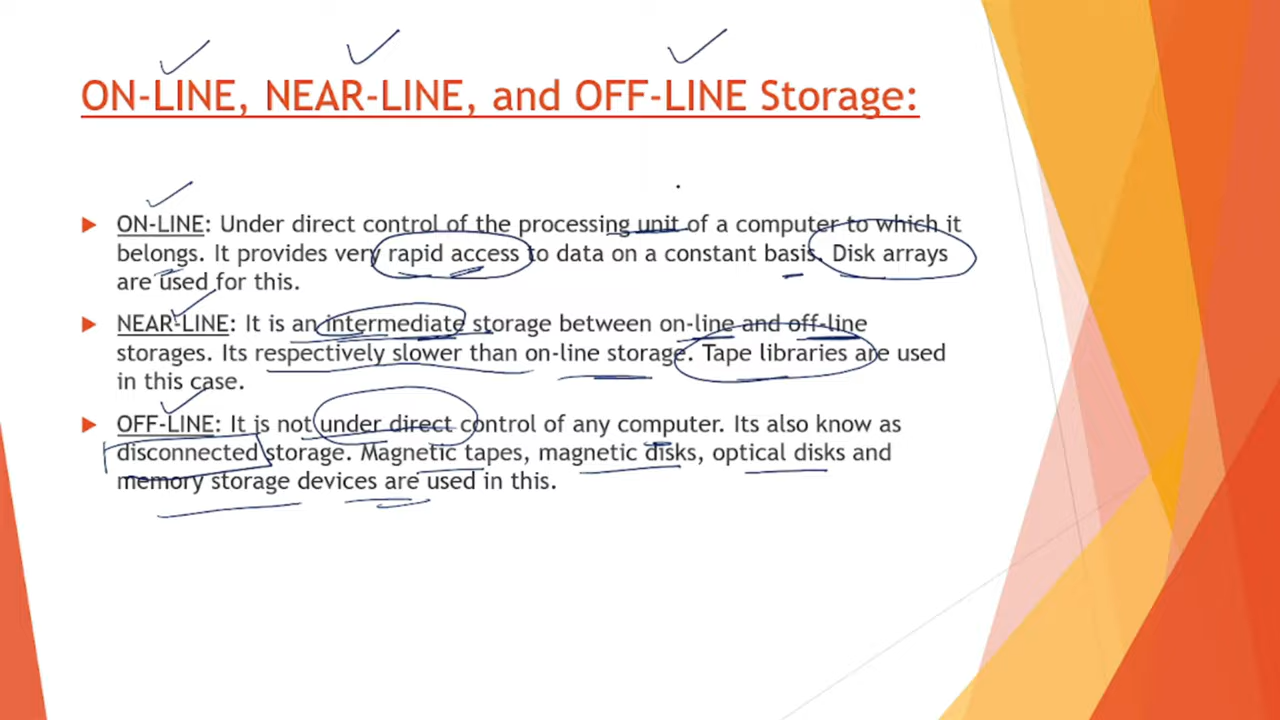 ON-LINE, NEAR-LINE, and OFF-LINE Storage:
ON-LINE: Under direct control of the processing unit of a computer to which it
belongs. It provides very rapid access to data on a constant basis. Disk arrays
are used for this.
NEAR-LINE: It is an intermediate storage between on-line and off-line
storages. Its respectively slower than on-line storage. Tape libraries are used
in this case.
OFF-LINE: It is not under direct control of any computer. Its also know as
disconnected storage. Magnetic tapes, magnetic disks, optical disks and
memory storage devices are used in this.